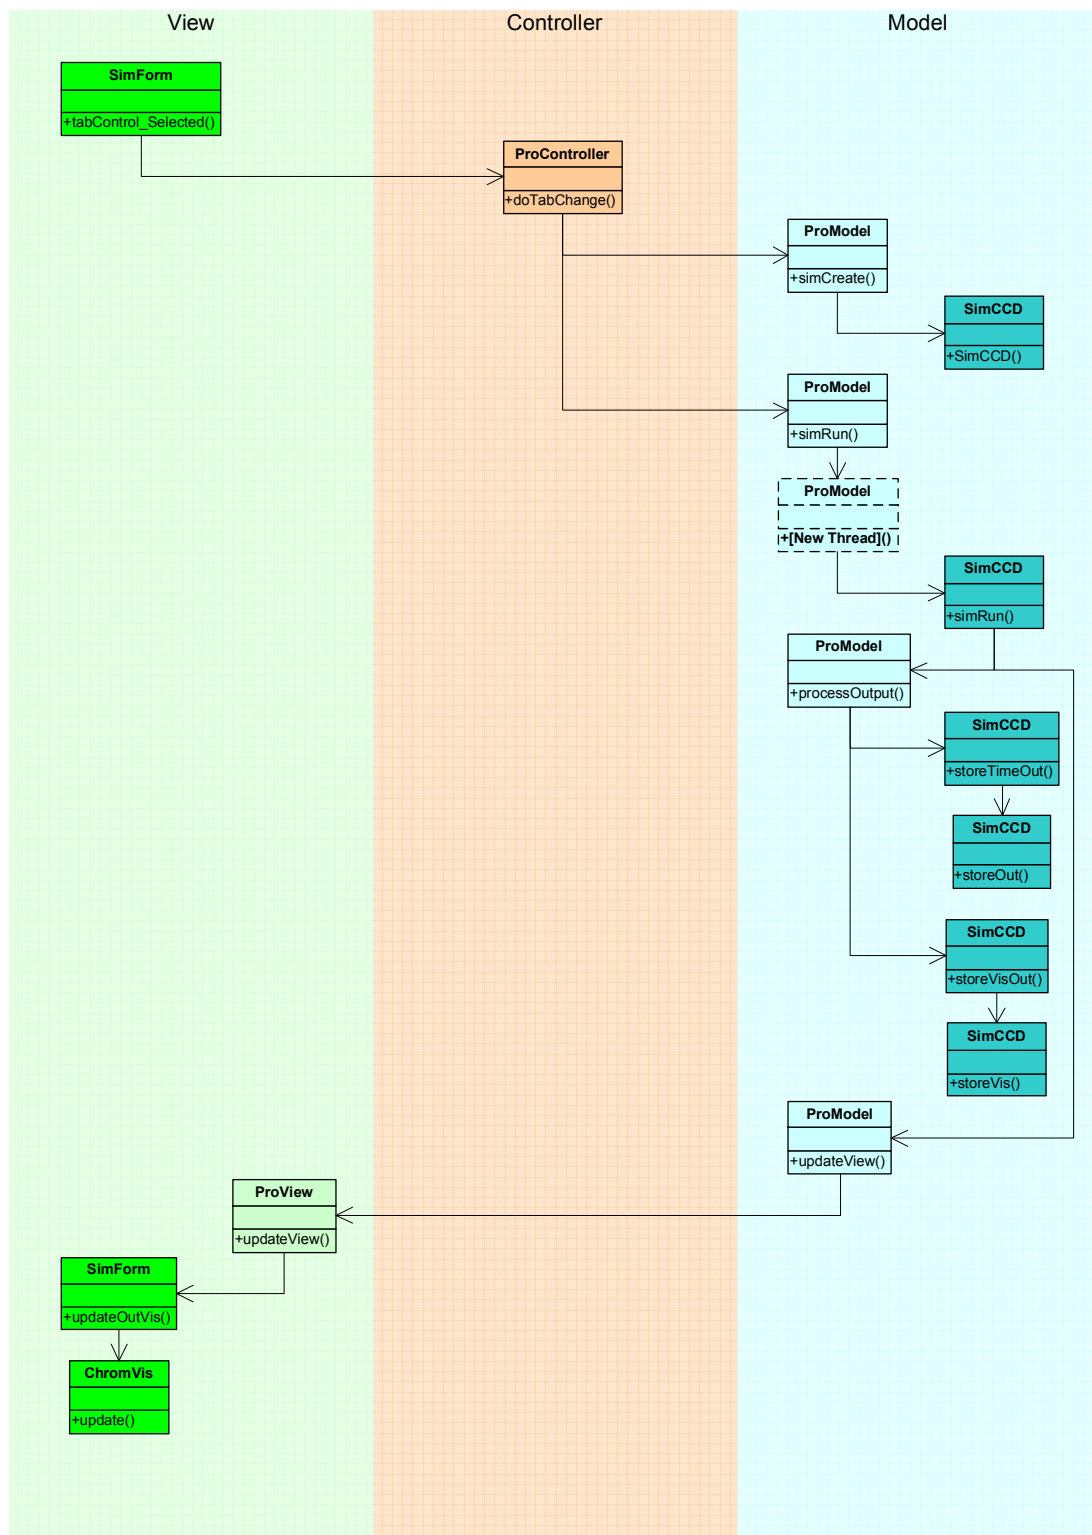 View
Controller
Model
SimForm
+tabControl_Selected()
ProController
+doTabChange()
ProModel
+simCreate()
SimCCD
+SimCCD()
ProModel
+simRun()
ProModel
+[New Thread]()
SimCCD
+simRun()
ProModel
+processOutput()
SimCCD
+storeTimeOut()
SimCCD
+storeOut()
SimCCD
+storeVisOut()
SimCCD
+storeVis()
ProModel
+updateView()
ProView
+updateView()
SimForm
+updateOutVis()
ChromVis
+update()